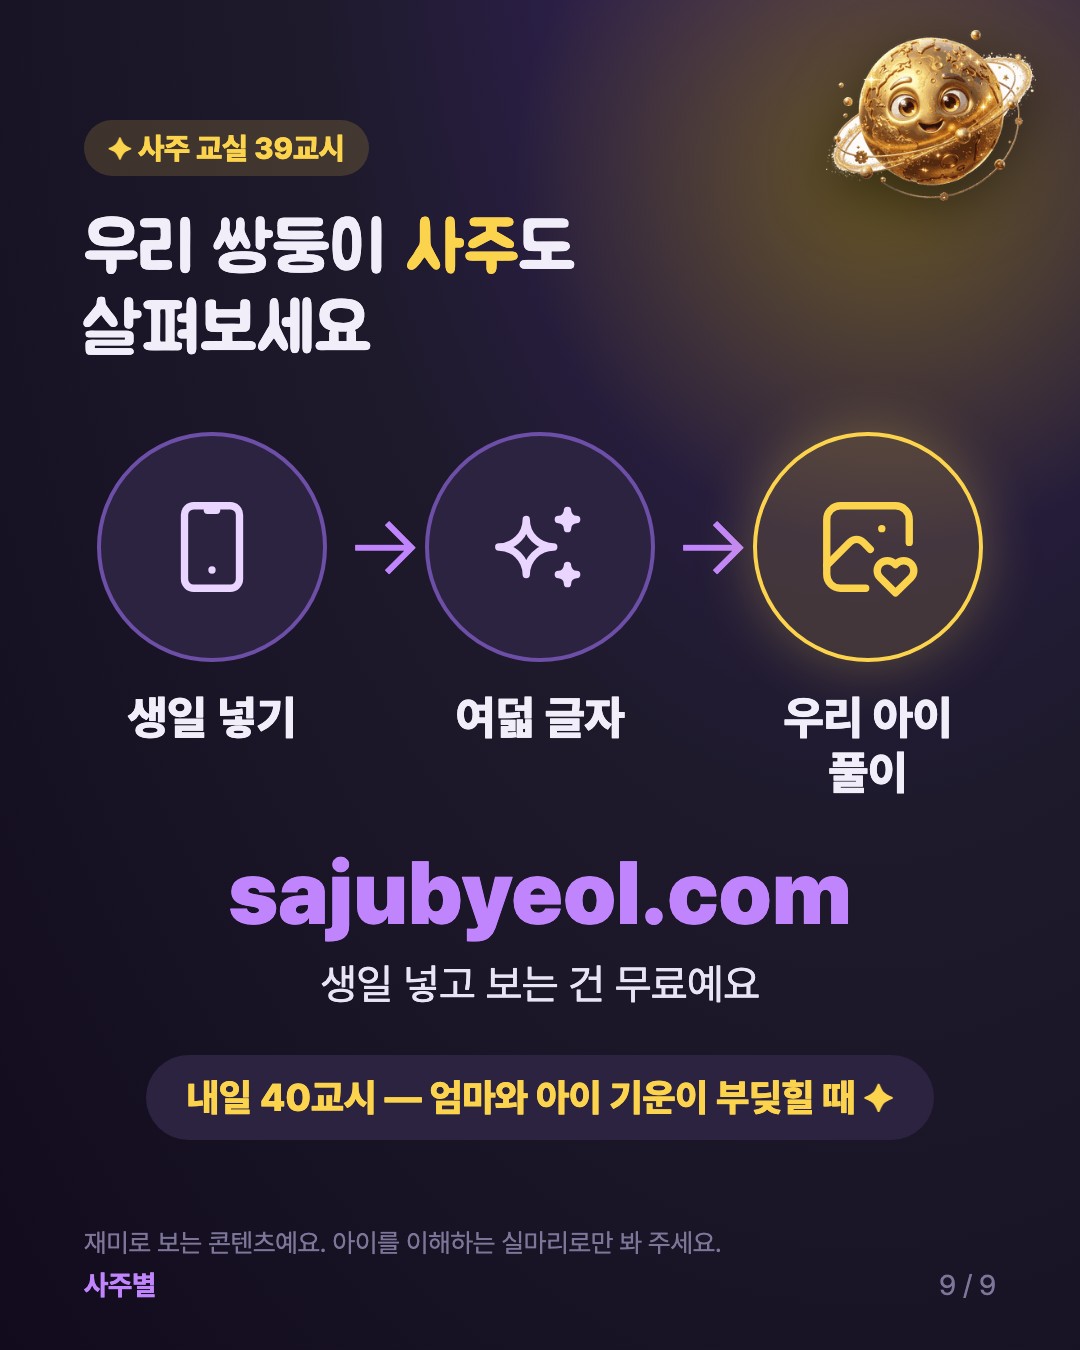 ✦ 사주 교실 39교시
우리 쌍둥이 사주도
살펴보세요
생일 넣기
여덟 글자
우리 아이
풀이
sajubyeol.com
생일 넣고 보는 건 무료예요
내일 40교시 — 엄마와 아이 기운이 부딪힐 때 ✦
재미로 보는 콘텐츠예요. 아이를 이해하는 실마리로만 봐 주세요.
사주별
9 / 9